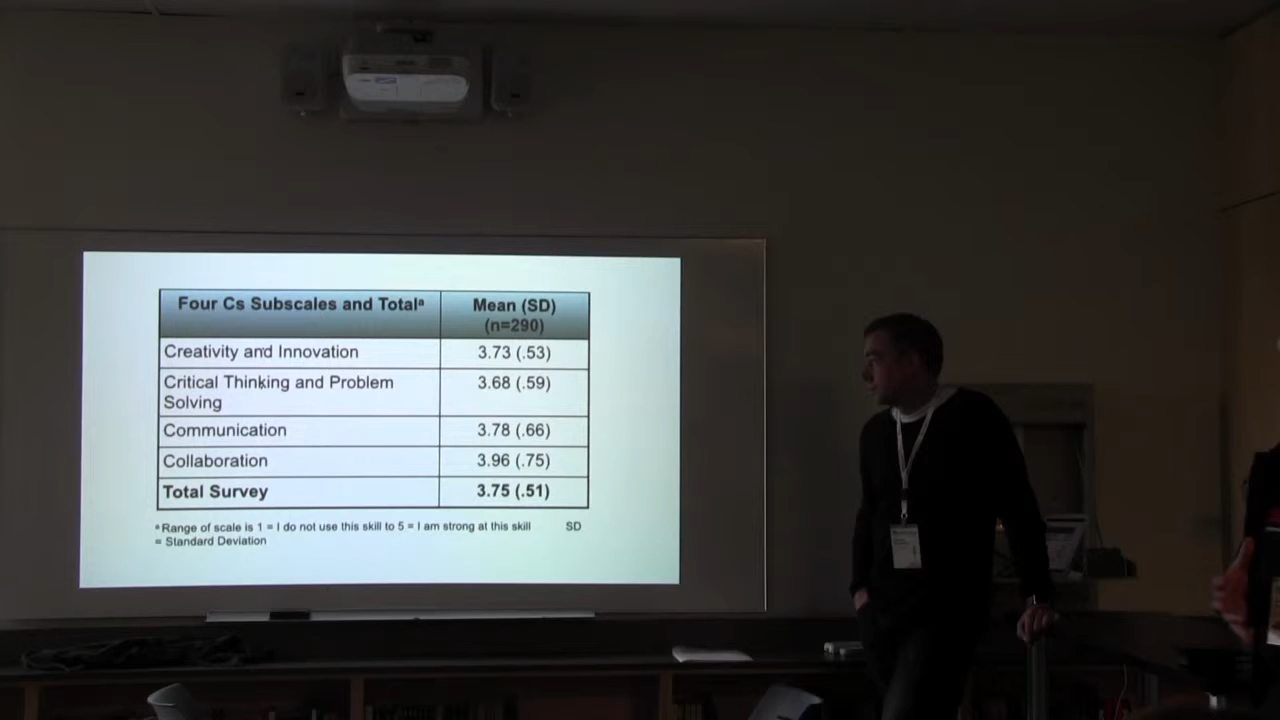 Four Cs Subscales and Totalª
Mean (SD)
(n=290)
Creativity and Innovation
3.73 (.53)
Critical Thinking and Problem
Solving
3.68 (.59)
Communication
3.78 (.66)
Collaboration
3.96 (.75)
Total Survey
3.75 (.51)
ª Range of scale is 1 = I do not use this skill to 5 = I am strong at this skill SD
= Standard Deviation